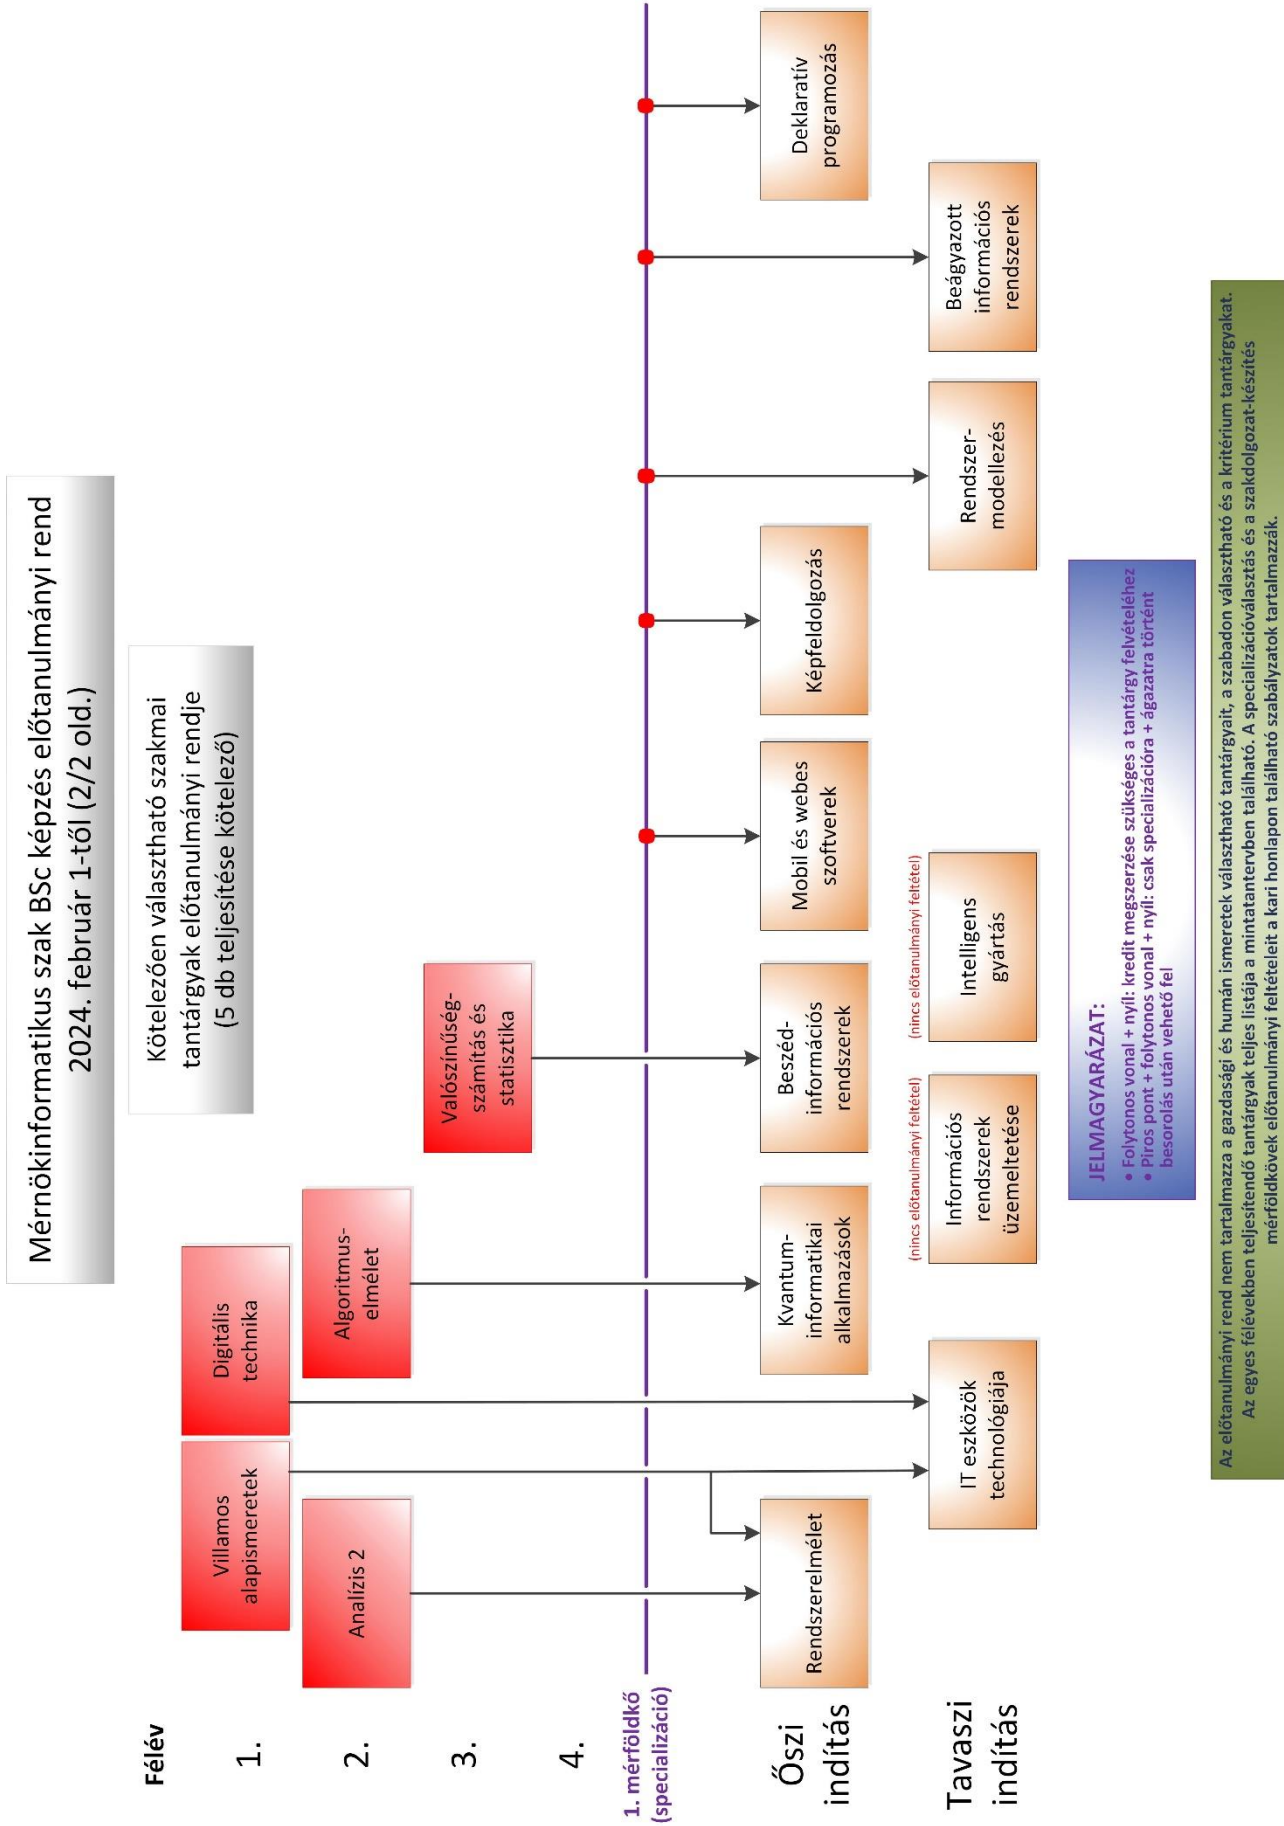 Mérnökinformatikus szak BSc képzés előtanulmányi rend
2024. február 1-től (2/2 old.)
Kötelezően választható szakmai
tantárgyak előtanulmányi rendje
(5 db teljesítése kötelező)
Félév
1.
Villamos
alapismeretek
Digitális
technika
2.
Analízis 2
Algoritmus-
elmélet
3.
Valószínűség-
számítás és
statisztika
4.
1. mérföldkő
(specializáció)
Őszi
indítás
Rendszerelmélet
Kvantum-
informatikai
alkalmazások
Beszéd-
információs
rendszerek
Mobil és webes
szoftverek
Képfeldolgozás
Deklaratív
programozás
Tavaszi
indítás
IT eszközök
technológiája
(nincs előtanulmányi feltétel)
Információs
rendszerek
üzemeltetése
(nincs előtanulmányi feltétel)
Intelligens
gyártás
Rendszer-
modellezés
Beágyazott
információs
rendszerek
JELMAGYARÁZAT:
• Folytonos vonal + nyíl: kredit megszerzése szükséges a tantárgy felvételéhez
• Piros pont + folytonos vonal + nyíl: csak specializációra + ágazatra történt
besorolás után vehető fel
Az előtanulmányi rend nem tartalmazza a gazdasági és humán ismeretek választható tantárgyait, a szabadon választható és a kritérium tantárgyakat.
Az egyes félévekben teljesítendő tantárgyak teljes listája a mintatantervben található. A specializációválasztás és a szakdolgozat-készítés
mérföldkövek előtanulmányi feltételeit a kari honlapon található szabályzatok tartalmazzák.